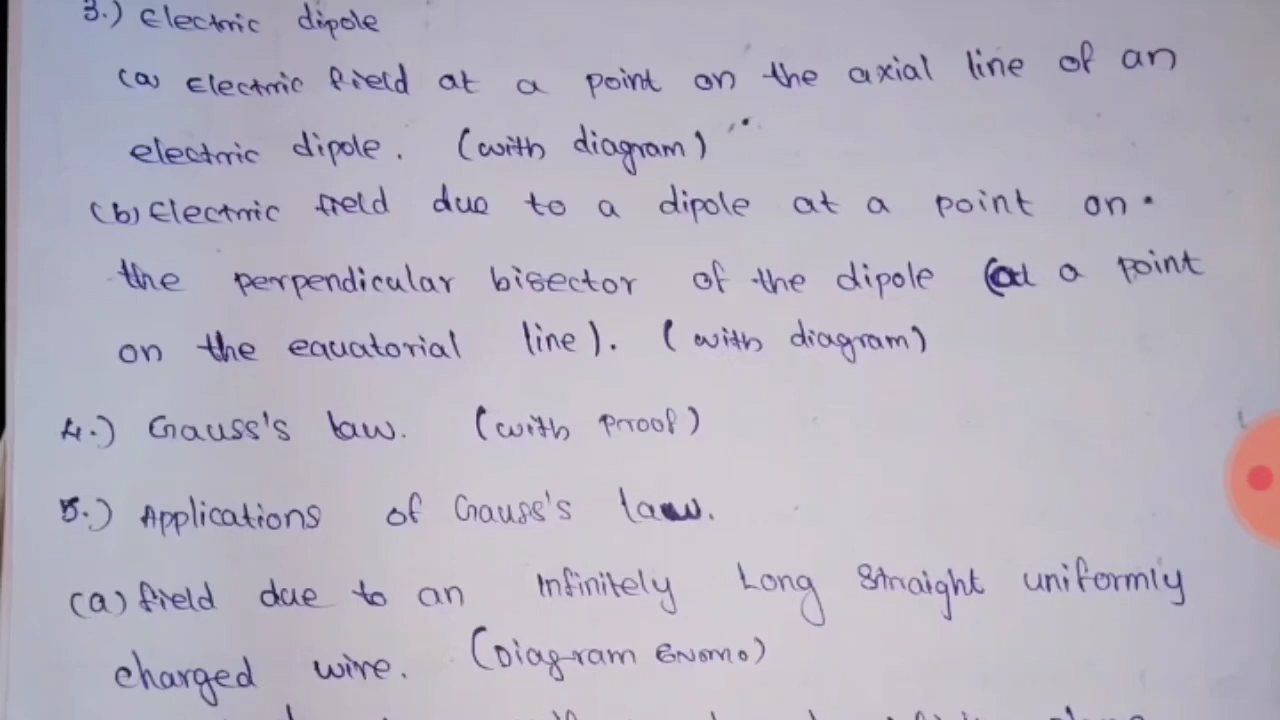 3.) Electric dipole
(a) Electric field at a point on the axial line of an
electric dipole. (with diagram)
(b) Electric field due to a dipole at a point on
the perpendicular bisector of the dipole (at a point
on the equatorial line). (with diagram)
4.) Gauss's law. (with proof)
5.) Applications of Gauss's law.
(a) field due to an Infinitely Long Straight uniformly
charged wire. (Diagram